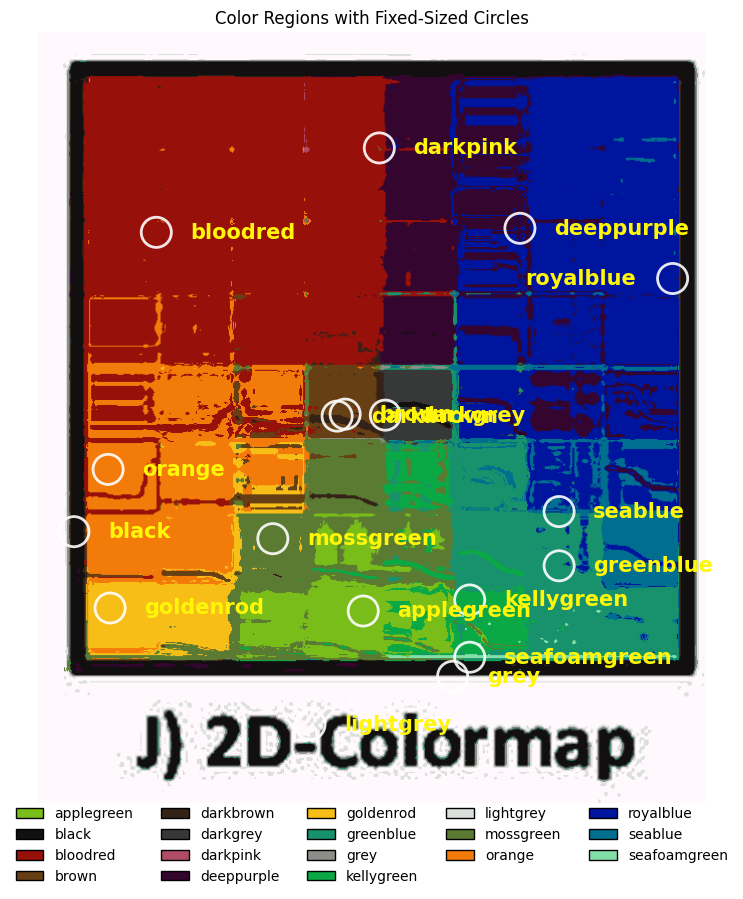 Color Regions with Fixed-Sized Circles
darkpink
bloodred
deeppurple
royalblue
brown
darkbrown
darkgrey
orange
seablue
black
mossgreen
greenblue
kellygreen
goldenrod
applegreen
seafoamgreen
grey
lightgrey
J) 2D-Colormap
applegreen darkbrown goldenrod lightgrey royalblue
black darkgrey greenblue mossgreen seablue
bloodred darkpink grey orange seafoamgreen
brown deeppurple kellygreen